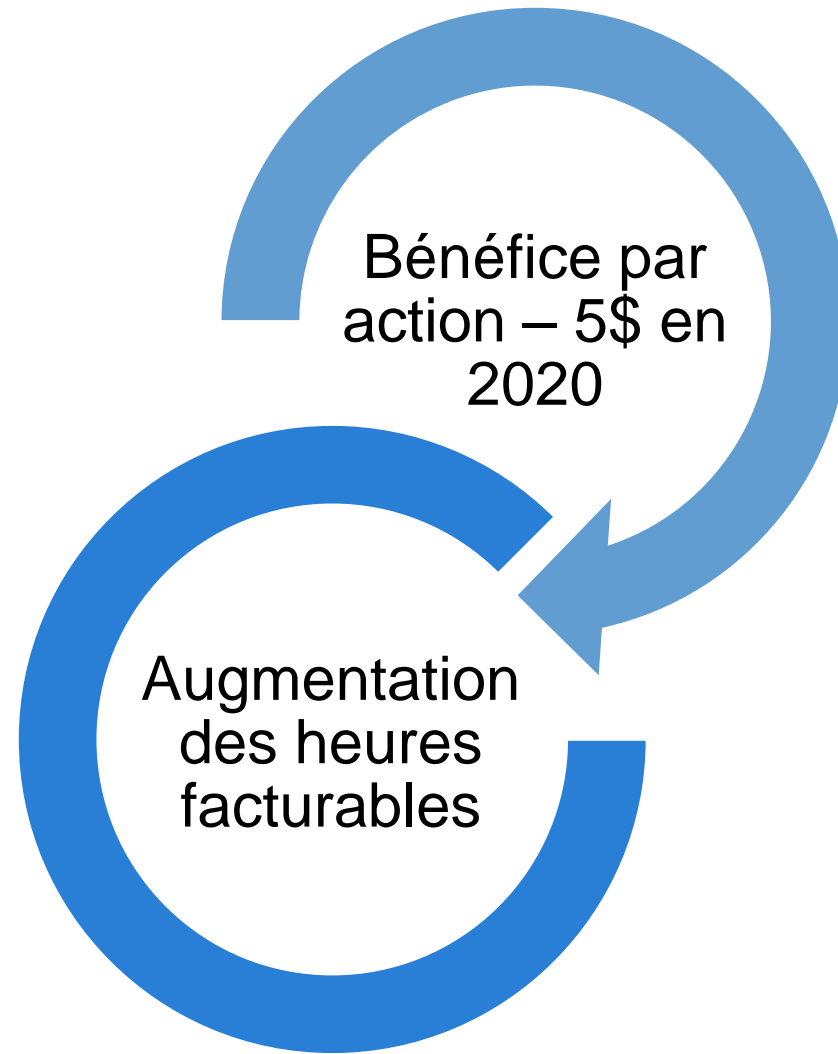 Bénéfice par
action – 5$ en
2020
Augmentation
des heures
facturables